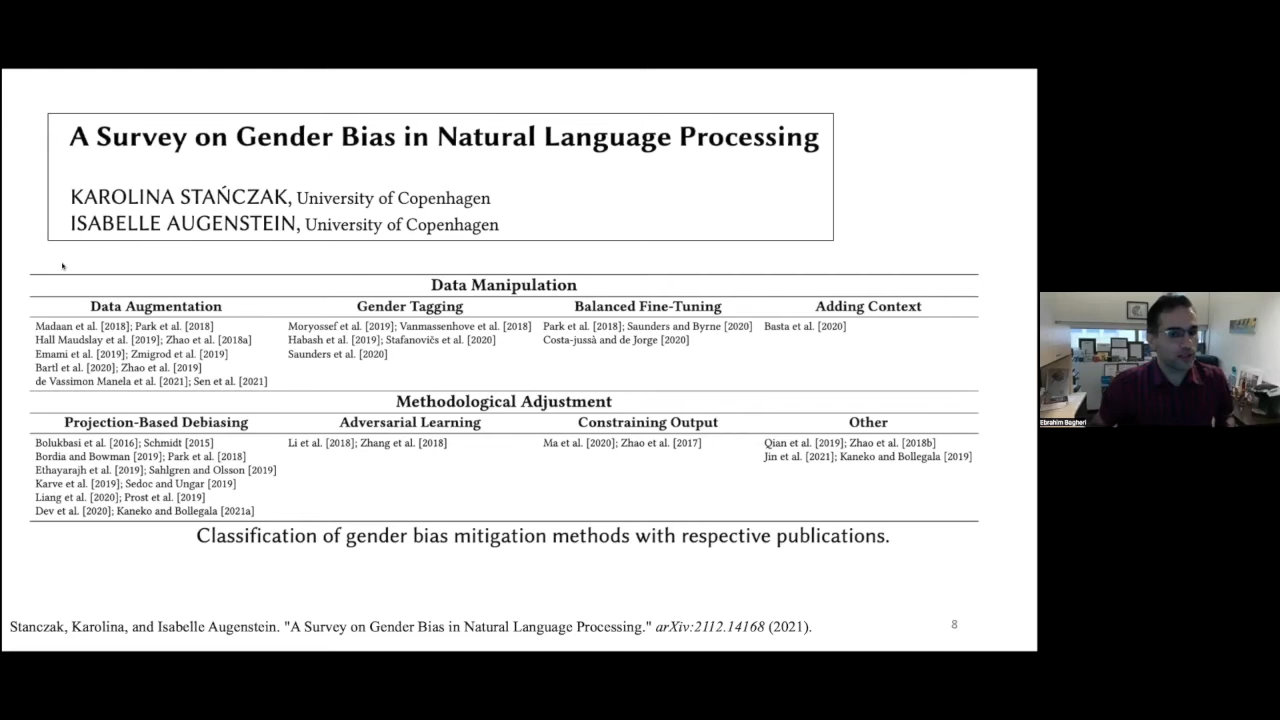 A Survey on Gender Bias in Natural Language Processing
KAROLINA STAŃCZAK, University of Copenhagen
ISABELLE AUGENSTEIN, University of Copenhagen
Data Manipulation
Data Augmentation Gender Tagging Balanced Fine-Tuning Adding Context
Madaan et al. [2018]; Park et al. [2018] Moryossef et al. [2019]; Vanmassenhove et al. [2018] Park et al. [2018]; Saunders and Byrne [2020] Basta et al. [2020]
Hall Maudslay et al. [2019]; Zhao et al. [2018a] Habash et al. [2019]; Stafanovičs et al. [2020] Costa-jussà and de Jorge [2020]
Emami et al. [2019]; Zmigrod et al. [2019] Saunders et al. [2020]
Bartl et al. [2020]; Zhao et al. [2019]
de Vassimon Manela et al. [2021]; Sen et al. [2021]
Methodological Adjustment
Projection-Based Debiasing Adversarial Learning Constraining Output Other
Bolukbasi et al. [2016]; Schmidt [2015] Li et al. [2018]; Zhang et al. [2018] Ma et al. [2020]; Zhao et al. [2017] Qian et al. [2019]; Zhao et al. [2018b]
Bordia and Bowman [2019]; Park et al. [2018] Jin et al. [2021]; Kaneko and Bollegala [2019]
Ethayarajh et al. [2019]; Sahlgren and Olsson [2019]
Karve et al. [2019]; Sedoc and Ungar [2019]
Liang et al. [2020]; Prost et al. [2019]
Dev et al. [2020]; Kaneko and Bollegala [2021a]
Classification of gender bias mitigation methods with respective publications.
Stanczak, Karolina, and Isabelle Augenstein. "A Survey on Gender Bias in Natural Language Processing." arXiv:2112.14168 (2021).
8
Ebrahim Bagheri